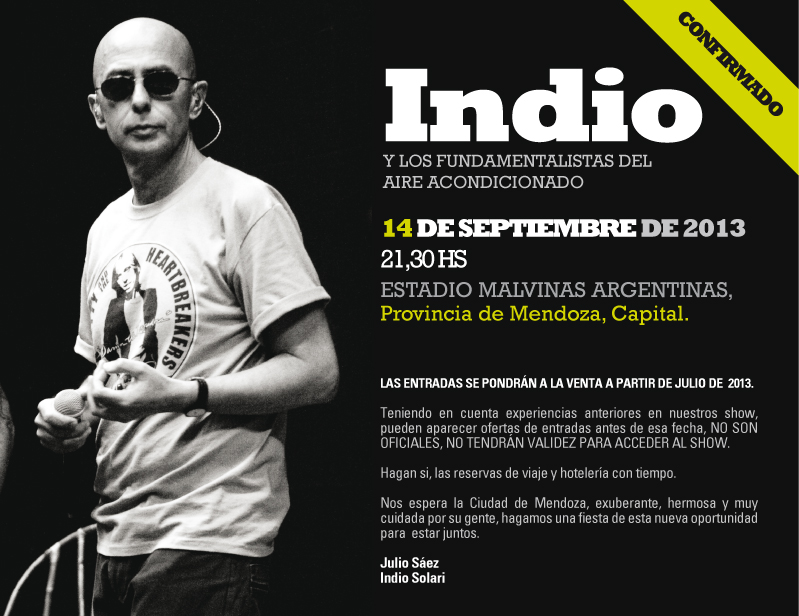 CONFIRMADO
Indio
Y LOS FUNDAMENTALISTAS DEL
AIRE ACONDICIONADO
14 DE SEPTIEMBRE DE 2013
21,30 HS
ESTADIO MALVINAS ARGENTINAS,
Provincia de Mendoza, Capital.
LAS ENTRADAS SE PONDRÁN A LA VENTA A PARTIR DE JULIO DE 2013.
Teniendo en cuenta experiencias anteriores en nuestros show,
pueden aparecer ofertas de entradas antes de esa fecha, NO SON
OFICIALES, NO TENDRÁN VALIDEZ PARA ACCEDER AL SHOW.
Hagan si, las reservas de viaje y hotelería con tiempo.
Nos espera la Ciudad de Mendoza, exuberante, hermosa y muy
cuidada por su gente, hagamos una fiesta de esta nueva oportunidad
para estar juntos.
Julio Sáez
Indio Solari
HEARTBREAKERS